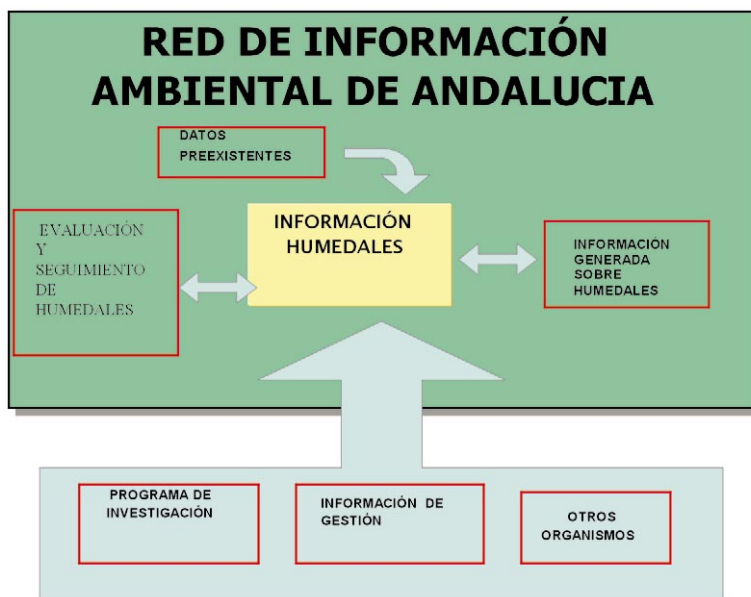 RED DE INFORMACIÓN
AMBIENTAL DE ANDALUCIA
DATOS
PREEXISTENTES
INFORMACIÓN
HUMEDALES
EVALUACIÓN
Y
SEGUIMIENTO
DE
HUMEDALES
INFORMACIÓN
GENERADA
SOBRE
HUMEDALES
PROGRAMA DE
INVESTIGACIÓN
INFORMACIÓN DE
GESTIÓN
OTROS
ORGANISMOS